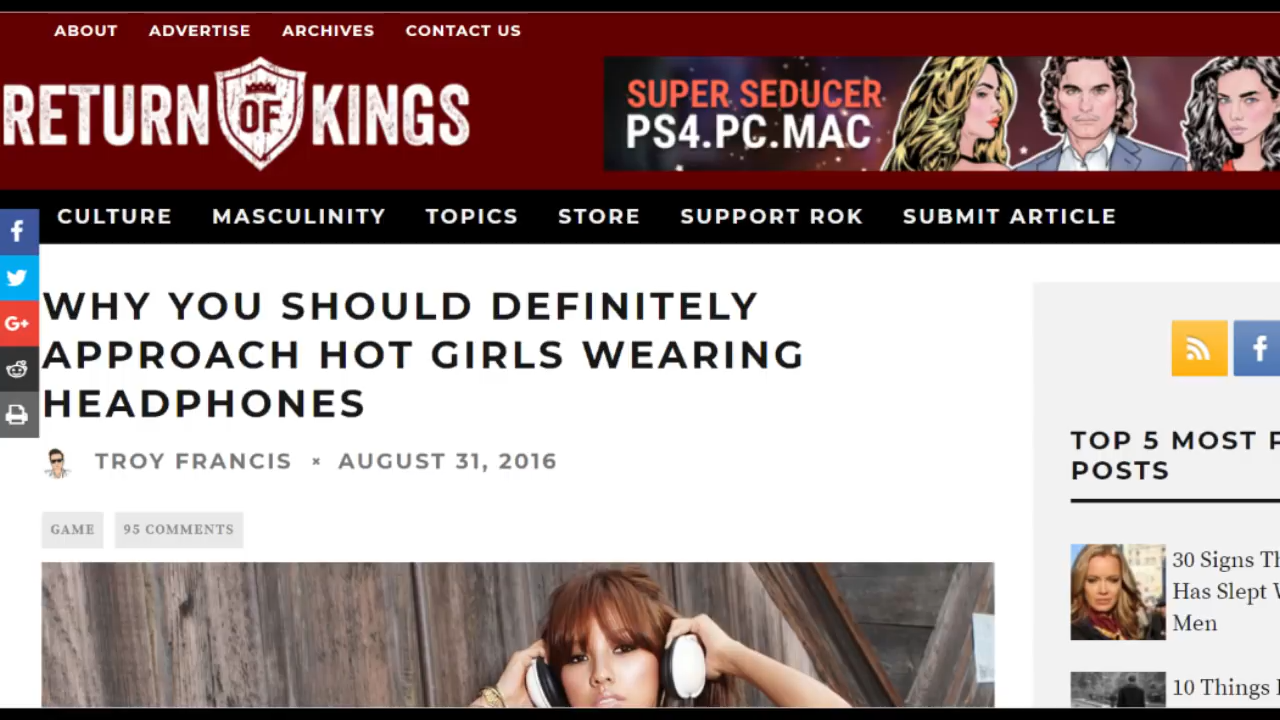 ABOUT ADVERTISE ARCHIVES CONTACT US
RETURN OF KINGS
SUPER SEDUCER
PS4.PC.MAC
CULTURE MASCULINITY TOPICS STORE SUPPORT ROK SUBMIT ARTICLE
WHY YOU SHOULD DEFINITELY
APPROACH HOT GIRLS WEARING
HEADPHONES
TROY FRANCIS × AUGUST 31, 2016
GAME 95 COMMENTS
TOP 5 MOST
POSTS
30 Signs
Has Slept
Men
10 Things